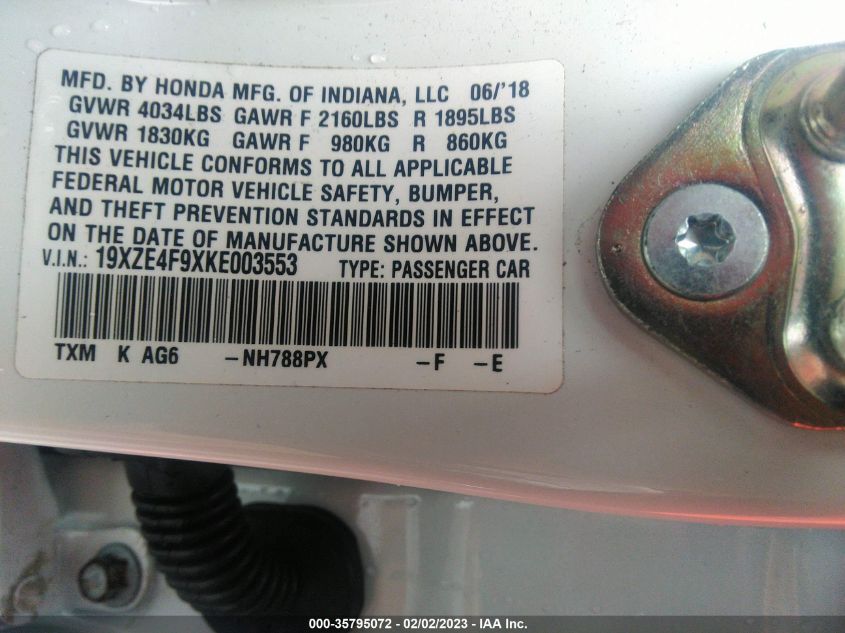 MFD. BY HONDA MFG. OF INDIANA, LLC 06/'18
GVWR 4034LBS GAWR F 2160LBS R 1895LBS
GVWR 1830KG GAWR F 980KG R 860KG
THIS VEHICLE CONFORMS TO ALL APPLICABLE
FEDERAL MOTOR VEHICLE SAFETY, BUMPER,
AND THEFT PREVENTION STANDARDS IN EFFECT
ON THE DATE OF MANUFACTURE SHOWN ABOVE.
V.I.N.: 19XZE4F9XKE003553 TYPE: PASSENGER CAR
TXM K AG6 –NH788PX –F –E
000-35795072 — 02/02/2023 — IAA Inc.